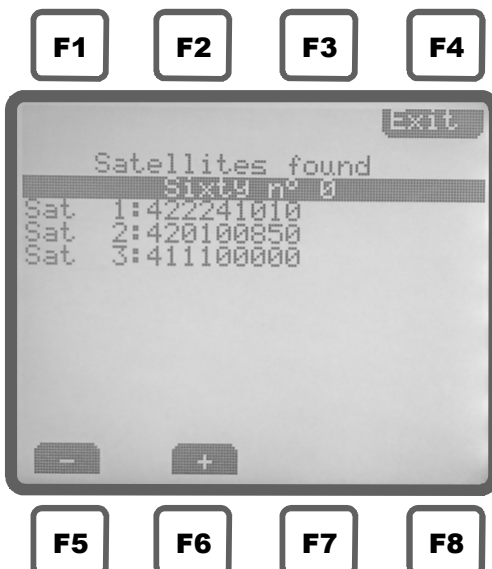 F1 F2 F3 F4
Exit
Satellites found
Sixty nº 0
Sat 1:422241010
Sat 2:420100850
Sat 3:411100000
- +
F5 F6 F7 F8